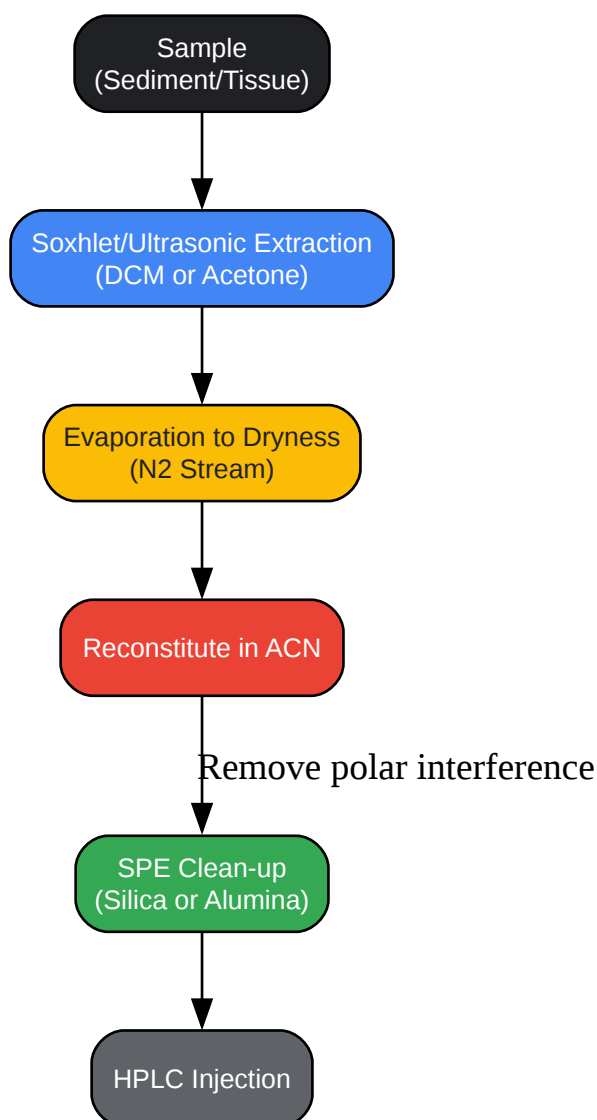 Sample
(Sediment/Tissue)
Soxhlet/Ultrasonic Extraction
(DCM or Acetone)
Evaporation to Dryness
(N2 Stream)
Reconstitute in ACN
Remove polar interference
SPE Clean-up
(Silica or Alumina)
HPLC Injection